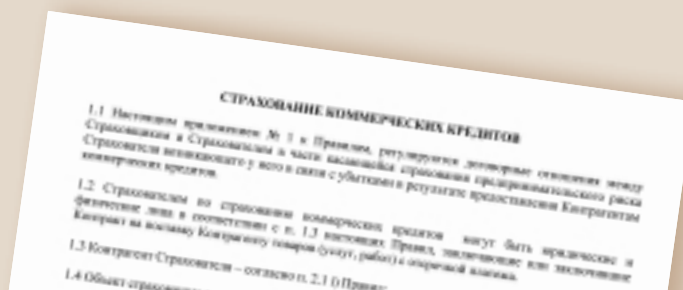 СТРАХОВАНИЕ КОММЕРЧЕСКИХ КРЕДИТОВ
1.1 Настоящим приложением № 1 к Правилам, регулируются договорные отношения между
Страховщиком и Страхователем в части касающейся страхования предпринимательского риска
Страхователя возникающего у него в связи с убытками в результате предоставления Контрагентам
коммерческих кредитов.
1.2 Страхователем по страхованию коммерческих кредитов могут быть юридические и
физические лица в соответствии с п. 1.3 настоящих Правил, заключающие или заключившие
Контракт на поставку Контрагенту товаров (услуг, работ) с отсрочкой платежа.
1.3 Контрагент Страхователя – согласно п. 2.1
1.4 Объект